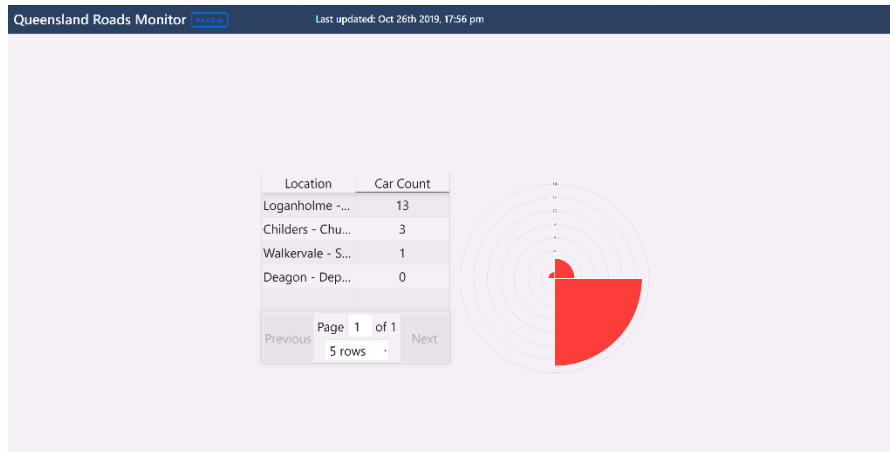 Queensland Roads Monitor
Last updated: Oct 26th 2019, 17:56 pm
Location Car Count
Loganholme -... 13
Childers - Chu... 3
Walkervale - S... 1
Deagon - Dep... 0
Previous Page 1 of 1 Next
5 rows